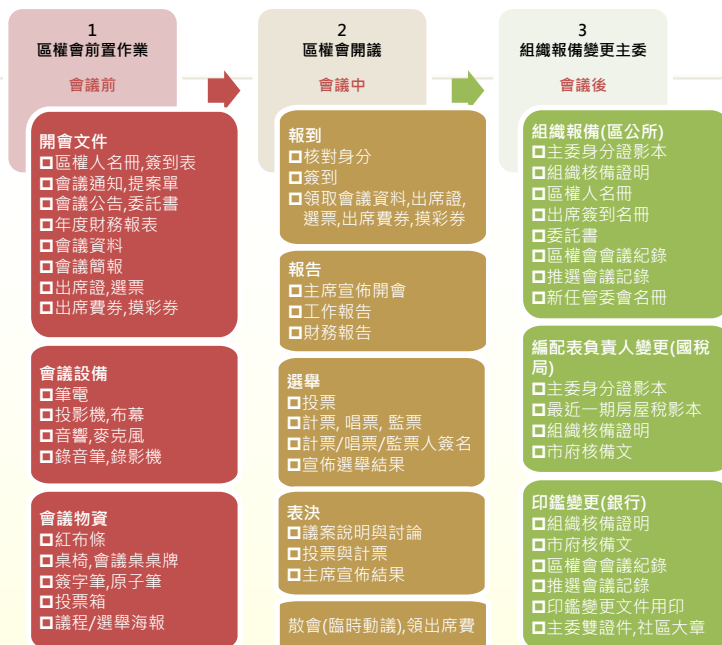 1
區權會前置作業
會議前
開會文件
區權人名冊,簽到表
會議通知,提案單
會議公告,委託書
年度財務報表
會議資料
會議簡報
出席證,選票
出席費券,摸彩券
會議設備
筆電
投影機,布幕
音響,麥克風
錄音筆,錄影機
會議物資
紅布條
桌椅,會議桌桌牌
簽字筆,原子筆
投票箱
議程/選舉海報
2
區權會開議
會議中
報到
核對身分
簽到
領取會議資料,出席證,
選票,出席費券,摸彩券
報告
主席宣佈開會
工作報告
財務報告
選舉
投票
計票, 唱票, 監票
計票/唱票/監票人簽名
宣佈選舉結果
表決
議案說明與討論
投票與計票
主席宣佈結果
散會(臨時動議),領出席費
3
組織報備變更主委
會議後
組織報備(區公所)
主委身分證影本
組織核備證明
區權人名冊
出席簽到名冊
委託書
區權會會議紀錄
推選會議記錄
新任管委會名冊
編配表負責人變更(國稅
局)
主委身分證影本
最近一期房屋稅影本
組織核備證明
市府核備文
印鑑變更(銀行)
組織核備證明
市府核備文
區權會會議紀錄
推選會議記錄
印鑑變更文件用印
主委雙證件,社區大章